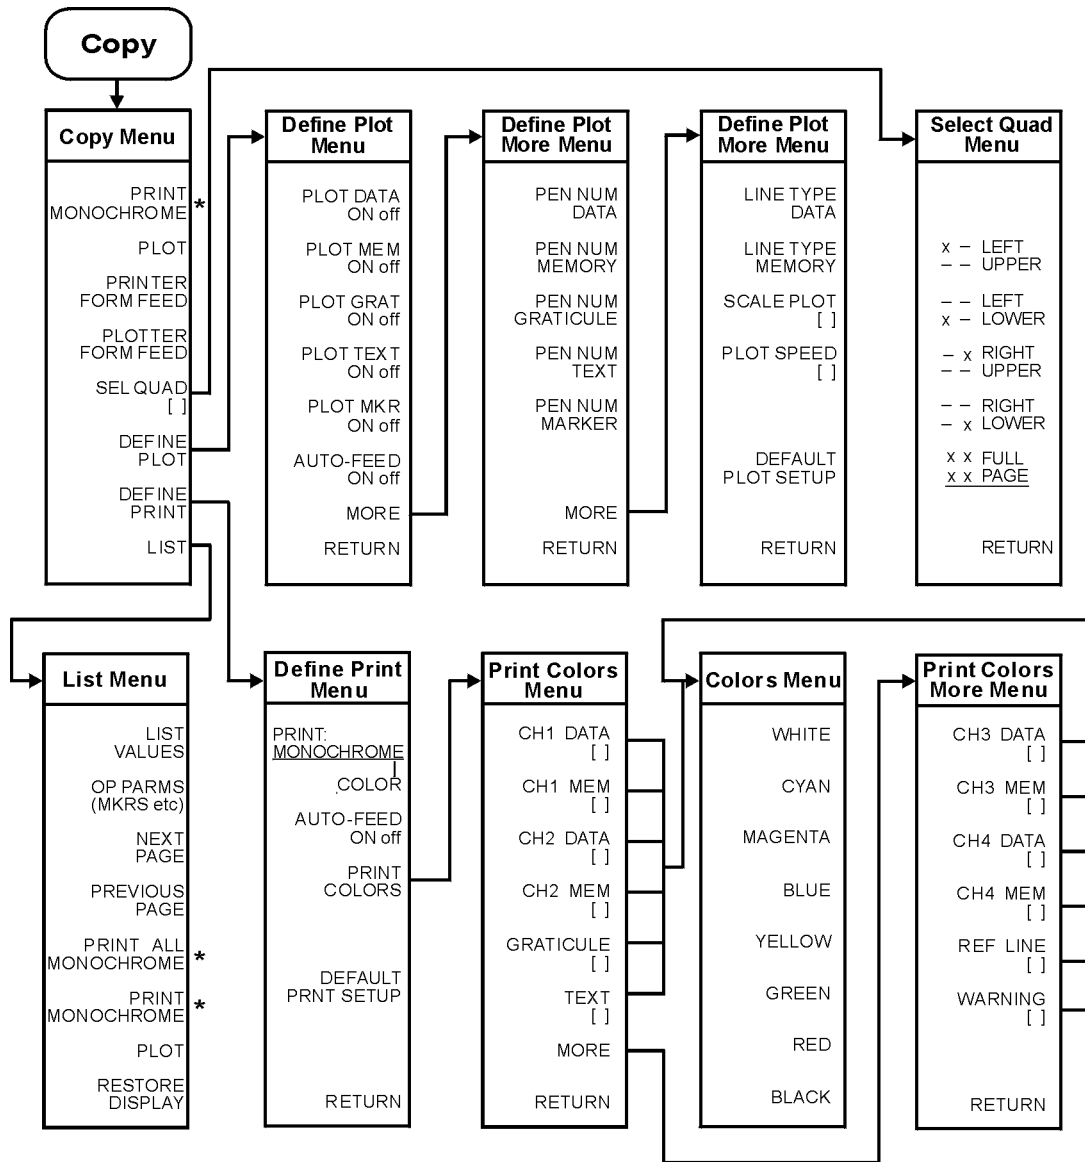 Copy
Copy Menu
PRINT
MONOCHROME *
PLOT
PRINTER
FORM FEED
PLOTTER
FORM FEED
SEL QUAD
[ ]
DEFINE
PLOT
DEFINE
PRINT
LIST
Define Plot
Menu
PLOT DATA
ON off
PLOT MEM
ON off
PLOT GRAT
ON off
PLOT TEXT
ON off
PLOT MKR
ON off
AUTO-FEED
ON off
MORE
RETURN
Define Plot
More Menu
PEN NUM
DATA
PEN NUM
MEMORY
PEN NUM
GRATICULE
PEN NUM
TEXT
PEN NUM
MARKER
MORE
RETURN
Define Plot
More Menu
LINE TYPE
DATA
LINE TYPE
MEMORY
SCALE PLOT
[ ]
PLOT SPEED
[ ]
DEFAULT
PLOT SETUP
RETURN
Select Quad
Menu
x – LEFT
– – UPPER
– – LEFT
x – LOWER
– x RIGHT
– – UPPER
– – RIGHT
– x LOWER
x x FULL
x x PAGE
RETURN
List Menu
LIST
VALUES
OP PARMS
(MKRS etc)
NEXT
PAGE
PREVIOUS
PAGE
PRINT ALL
MONOCHROME *
PRINT
MONOCHROME *
PLOT
RESTORE
DISPLAY
Define Print
Menu
PRINT:
MONOCHROME
COLOR
AUTO-FEED
ON off
PRINT
COLORS
DEFAULT
PRNT SETUP
RETURN
Print Colors
Menu
CH1 DATA
[ ]
CH1 MEM
[ ]
CH2 DATA
[ ]
CH2 MEM
[ ]
GRATICULE
[ ]
TEXT
[ ]
MORE
RETURN
Colors Menu
WHITE
CYAN
MAGENTA
BLUE
YELLOW
GREEN
RED
BLACK
Print Colors
More Menu
CH3 DATA
[ ]
CH3 MEM
[ ]
CH4 DATA
[ ]
CH4 MEM
[ ]
REF LINE
[ ]
WARNING
[ ]
RETURN